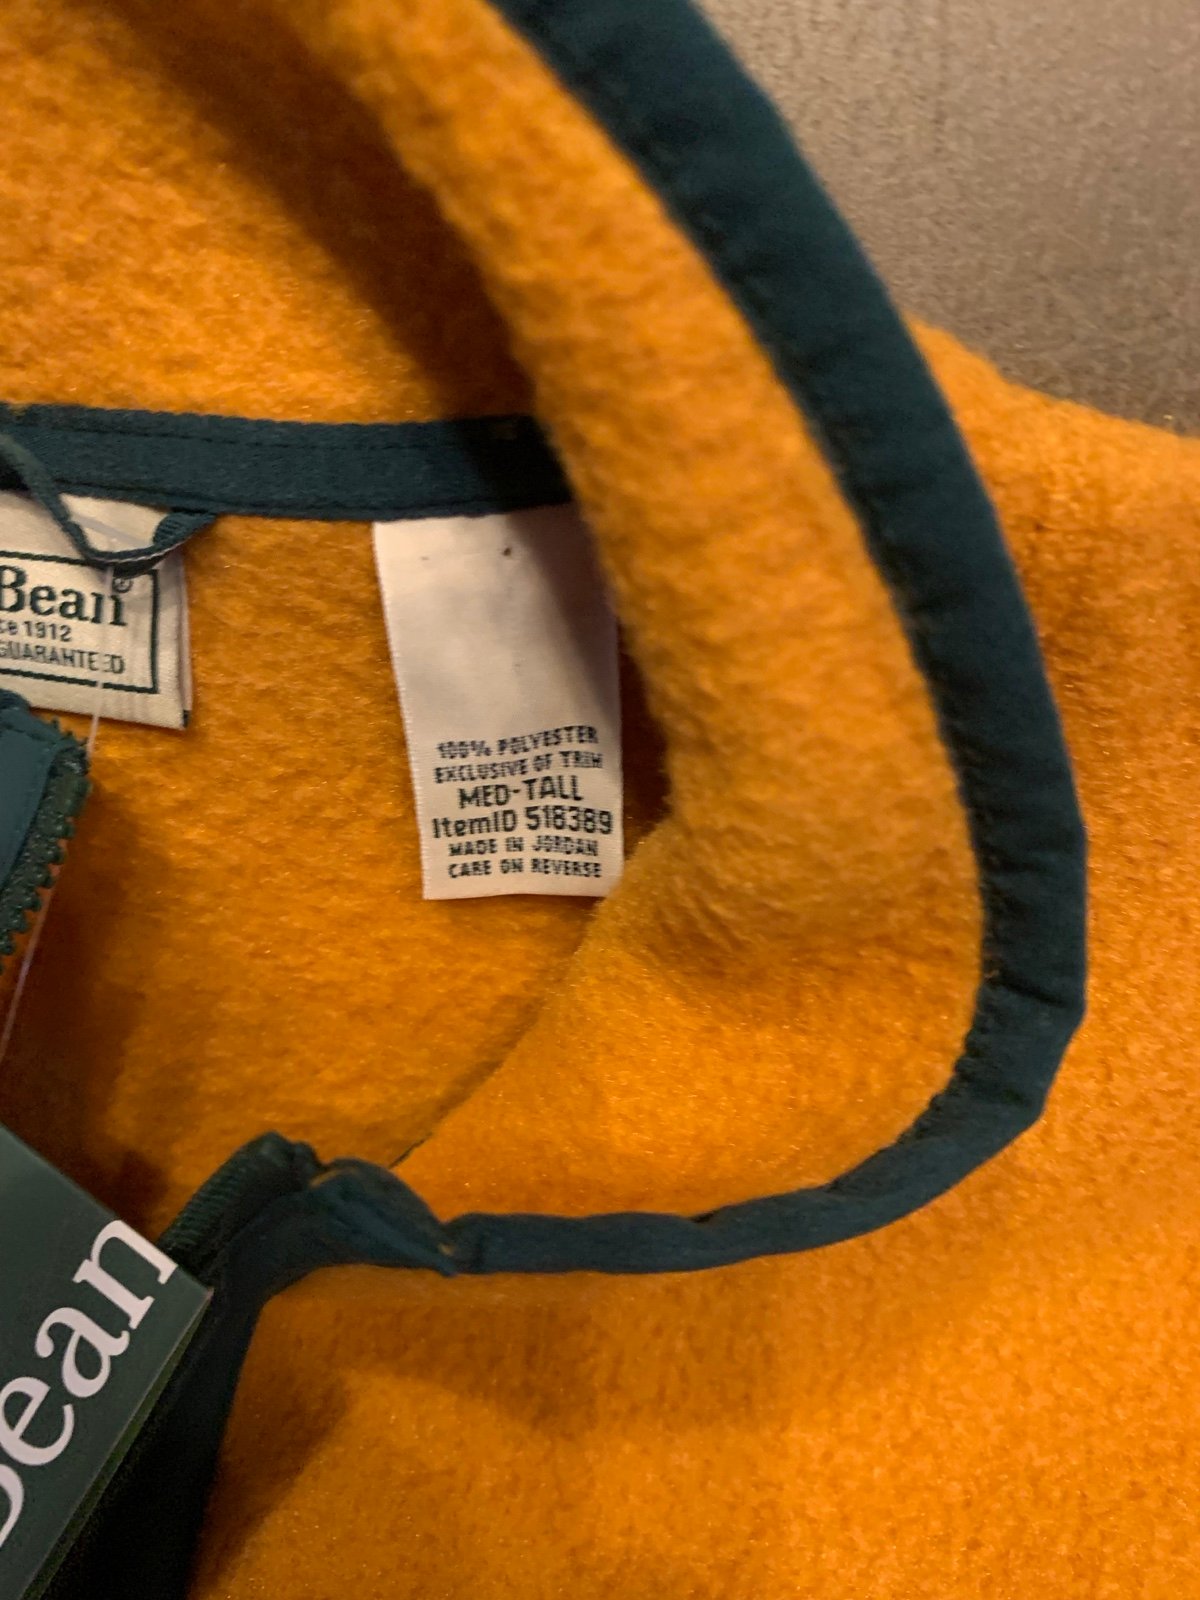 Bean®
ce 1912
GUARANTEED
100% POLYESTER
EXCLUSIVE OF TRIM
MED-TALL
ItemID 518389
MADE IN JORDAN
CARE ON REVERSE
Bean